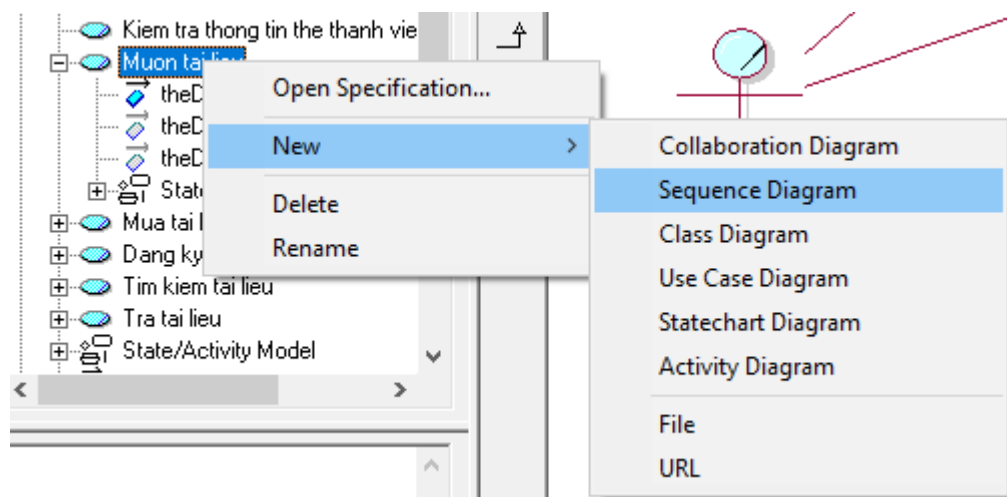 Kiem tra thong tin the thanh vie
Muon tai lieu
theD
theD
theD
State
Mua tai l
Dang ky
Tim kiem tai lieu
Tra tai lieu
State/Activity Model
Open Specification...
New
Delete
Rename
Collaboration Diagram
Sequence Diagram
Class Diagram
Use Case Diagram
Statechart Diagram
Activity Diagram
File
URL